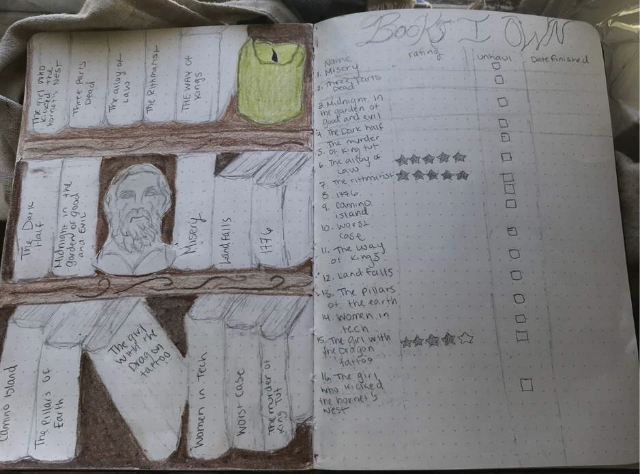 The girl who
kicked the
hornet's nest
Three Parts
Dead
The alloy of
Law
The Rithmatist
THE WAY OF
Kings
The Dark
Half
Midnight in the
garden of good
and Evil
Misery
Landfalls
1776
Camino Island
The Pillars of
Earth
The girl
with the
Dragon
tattoo
Women in Tech
Worst Case
The murder of
King Tut
Books I OWN
Name
rating
unhaul
Date finished
1. Misery
2. Three Parts
Dead
3. Midnight in
the garden of
good and evil
4. The Dark half
5. The murder
of King tut
6. The alloy of
Law
7. The rithmatist
8. 1776
9. Camino
island
10. Worst
case
11. The Way
of Kings
12. Land falls
13. The Pillars
of the earth
14. Women in
tech
15. The girl with
the Dragon
tattoo
16. The girl
who kicked
the hornet's
Nest